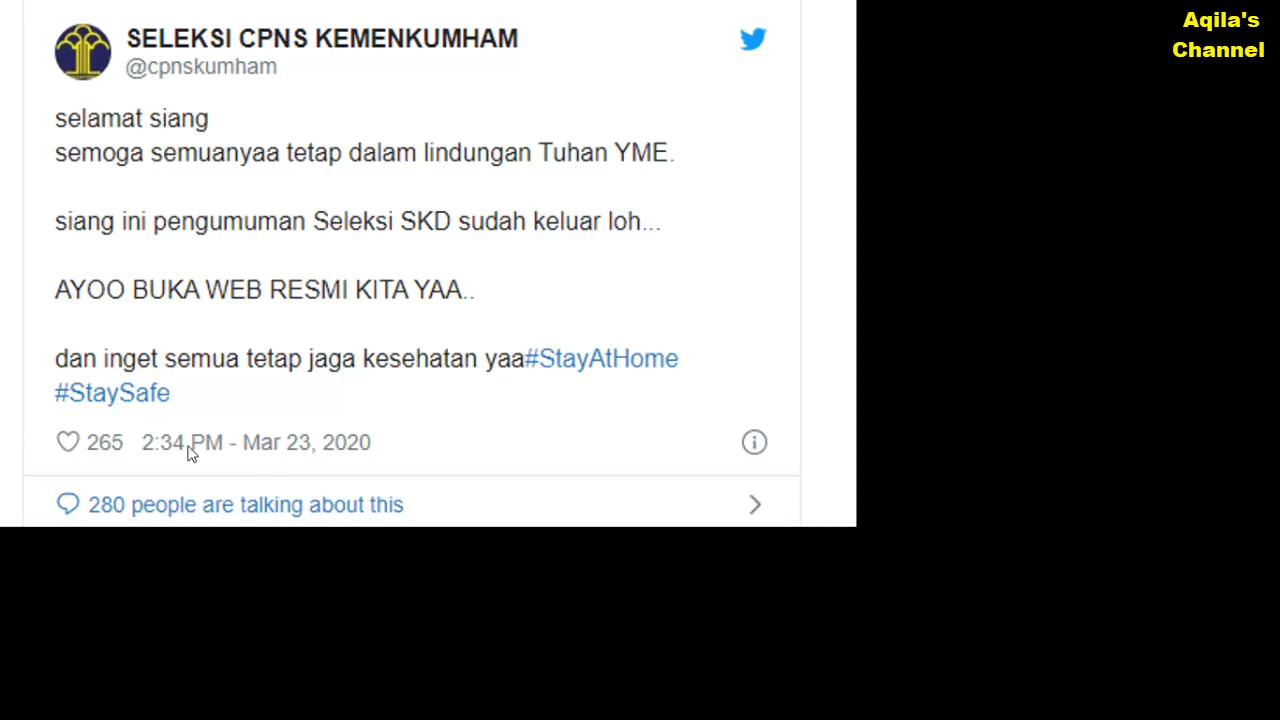 SELEKSI CPNS KEMENKUMHAM
@cpnskumham
selamat siang
semoga semuanyaa tetap dalam lindungan Tuhan YME.
siang ini pengumuman Seleksi SKD sudah keluar loh...
AYOO BUKA WEB RESMI KITA YAA..
dan inget semua tetap jaga kesehatan yaa#StayAtHome
#StaySafe
265 2:34 PM - Mar 23, 2020
280 people are talking about this
Aqila's
Channel